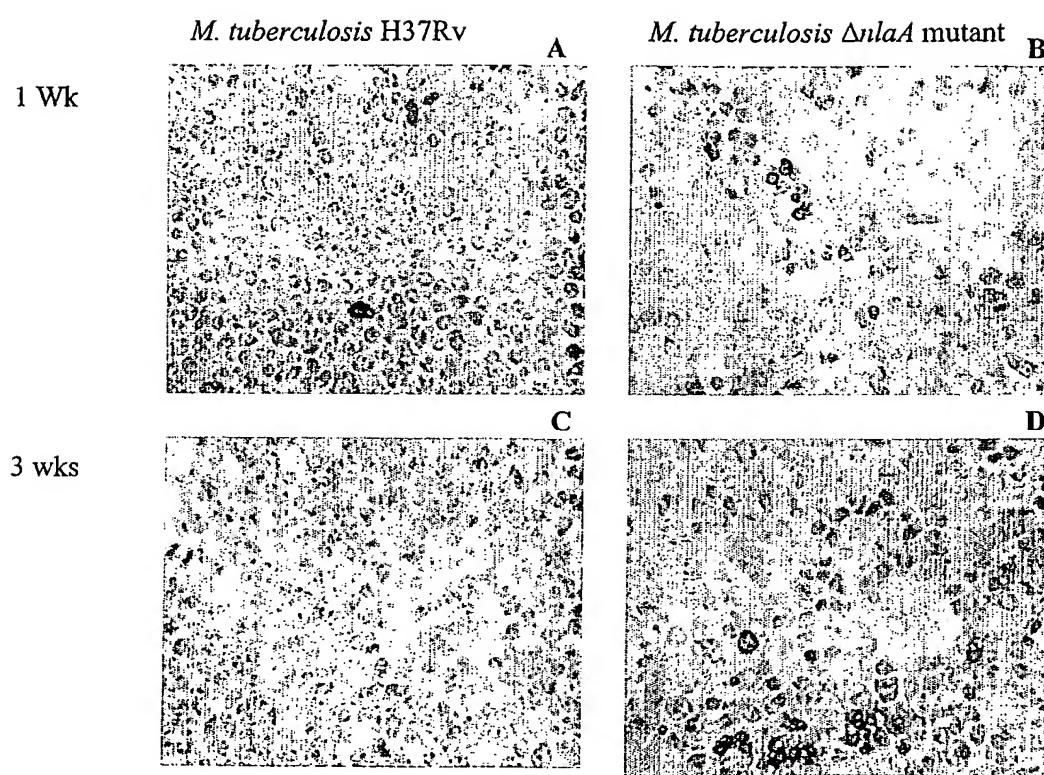 M. tuberculosis H37Rv
M. tuberculosis ΔnlaA mutant
A
B
1 Wk
C
D
3 wks